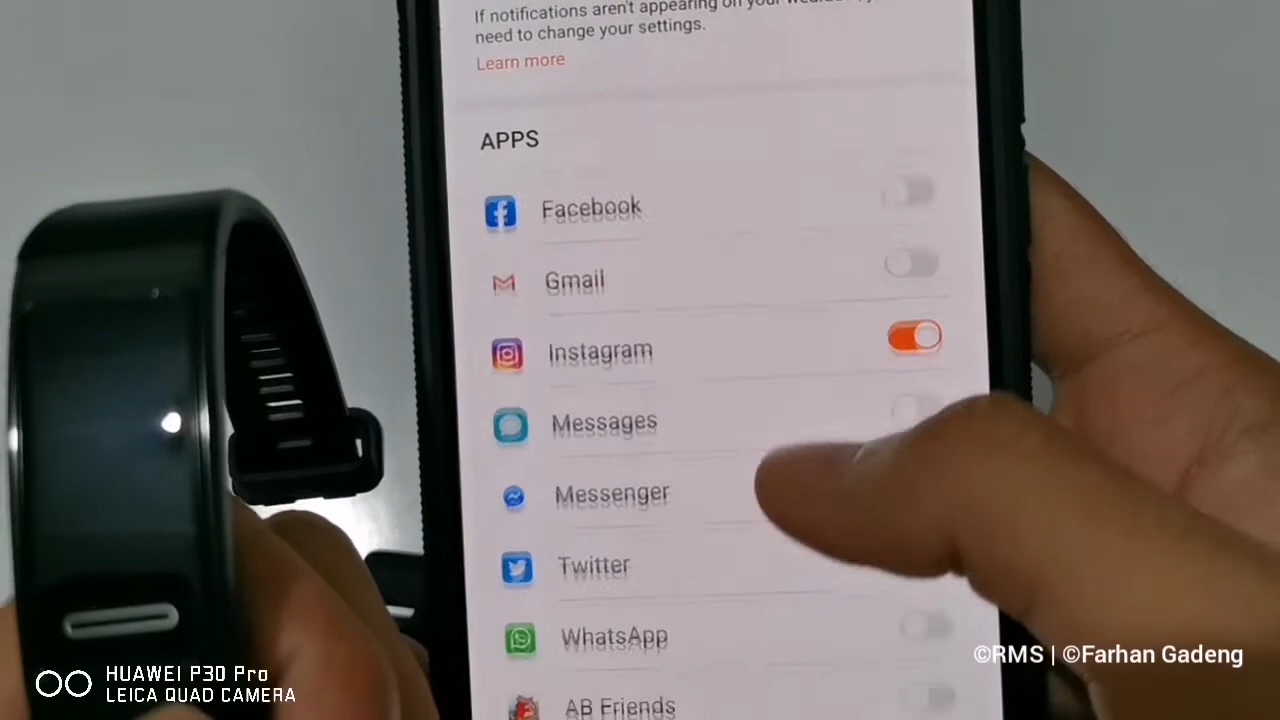 If notifications aren't appearing on your
need to change your settings.
Learn more
APPS
Facebook
Gmail
Instagram
Messages
Messenger
Twitter
WhatsApp
AB Friends
HUAWEI P30 Pro
LEICA QUAD CAMERA
©RMS | ©Farhan Gadeng